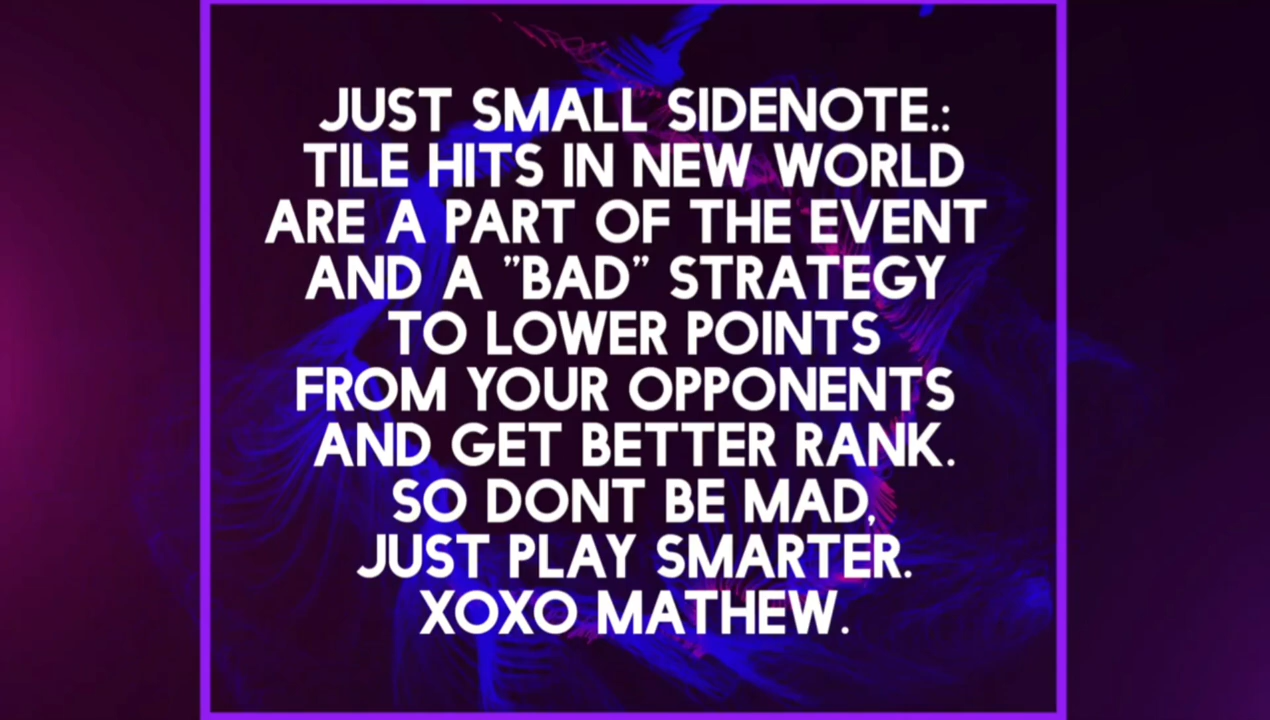 JUST SMALL SIDENOTE.:
TILE HITS IN NEW WORLD
ARE A PART OF THE EVENT
AND A "BAD" STRATEGY
TO LOWER POINTS
FROM YOUR OPPONENTS
AND GET BETTER RANK.
SO DONT BE MAD,
JUST PLAY SMARTER.
XOXO MATHEW.